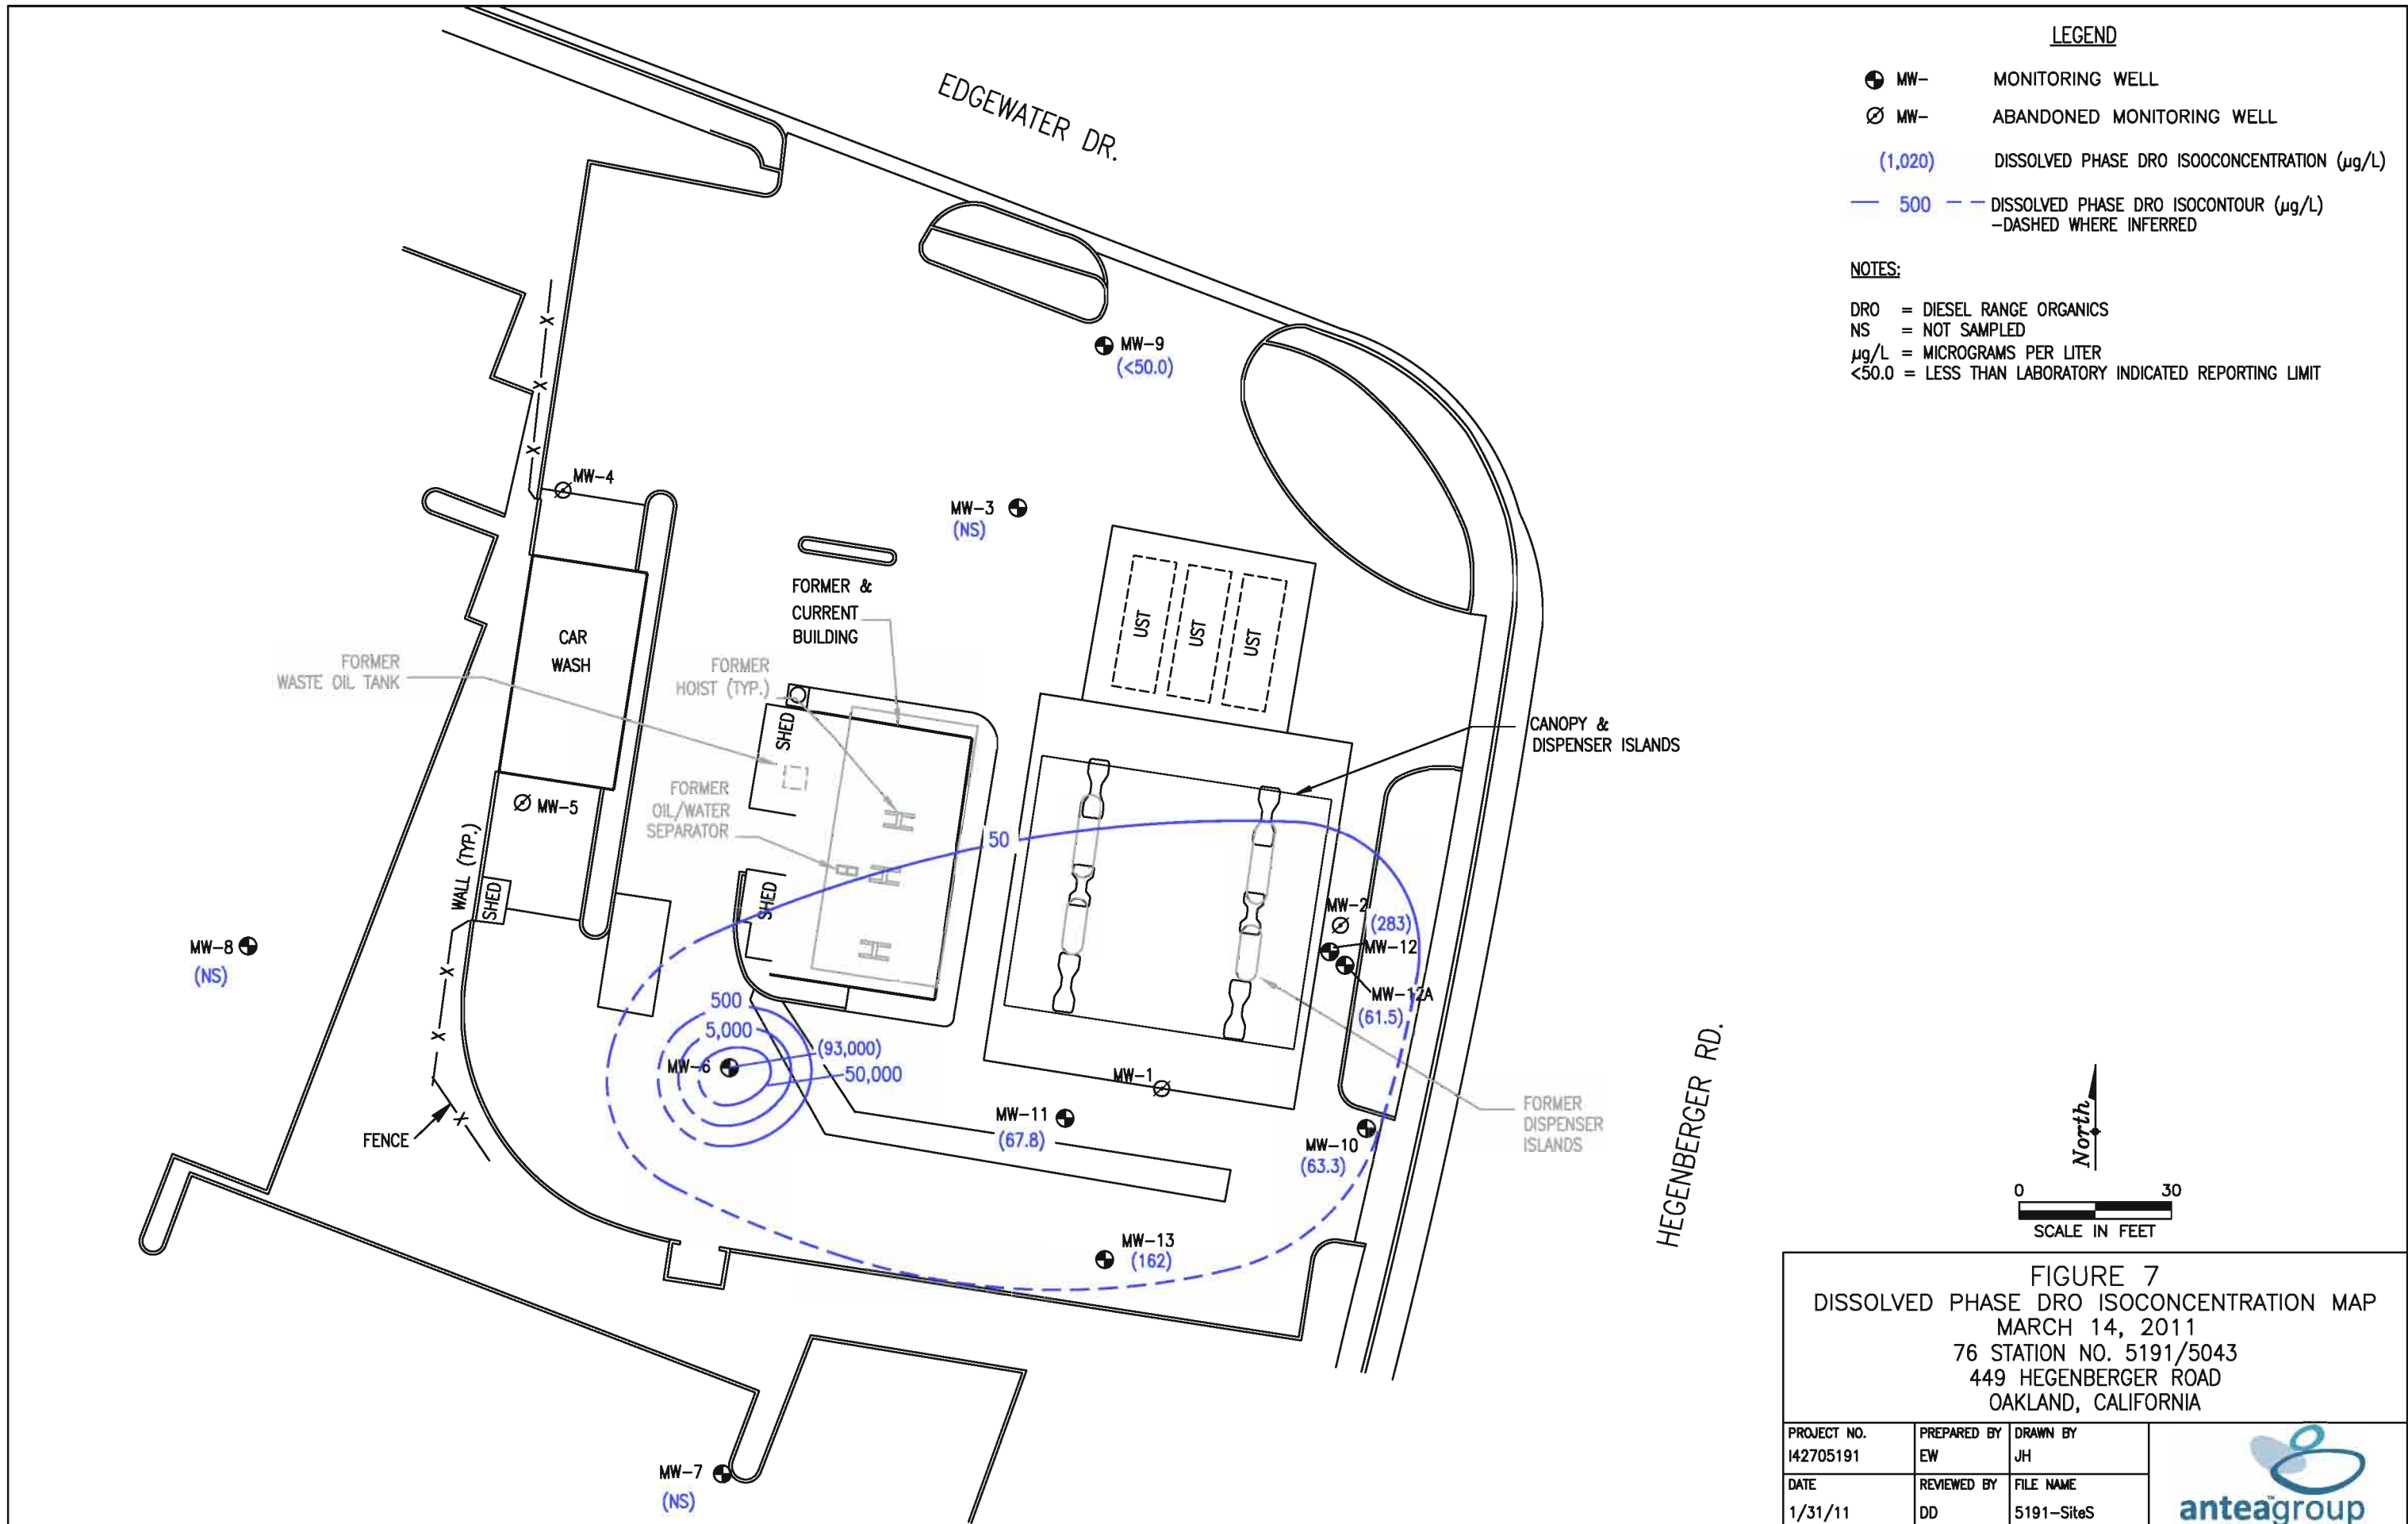 LEGEND
MW- MONITORING WELL
MW- ABANDONED MONITORING WELL
(1,020) DISSOLVED PHASE DRO ISOOCONCENTRATION (µg/L)
500 DISSOLVED PHASE DRO ISOCONTOUR (µg/L)
-DASHED WHERE INFERRED
NOTES:
DRO = DIESEL RANGE ORGANICS
NS = NOT SAMPLED
µg/L = MICROGRAMS PER LITER
<50.0 = LESS THAN LABORATORY INDICATED REPORTING LIMIT
EDGEWATER DR.
MW-9
(<50.0)
MW-4
MW-3
(NS)
FORMER &
CURRENT
BUILDING
UST
UST
UST
CAR
WASH
FORMER
WASTE OIL TANK
FORMER
HOIST (TYP.)
SHED
CANOPY &
DISPENSER ISLANDS
MW-5
FORMER
OIL/WATER
SEPARATOR
50
WALL (TYP.)
SHED
SHED
MW-2
(283)
MW-12
MW-8
(NS)
MW-12A
(61.5)
500
5,000
(93,000)
MW-6
50,000
MW-1
MW-11
(67.8)
FORMER
DISPENSER
ISLANDS
FENCE
MW-10
(63.3)
HEGENBERGER RD.
MW-13
(162)
MW-7
(NS)
X
X
X
X
X
X
North
0 30
SCALE IN FEET
FIGURE 7
DISSOLVED PHASE DRO ISOCONCENTRATION MAP
MARCH 14, 2011
76 STATION NO. 5191/5043
449 HEGENBERGER ROAD
OAKLAND, CALIFORNIA
PROJECT NO. PREPARED BY DRAWN BY
I42705191 EW JH
DATE REVIEWED BY FILE NAME
1/31/11 DD 5191-SiteS
anteagroup